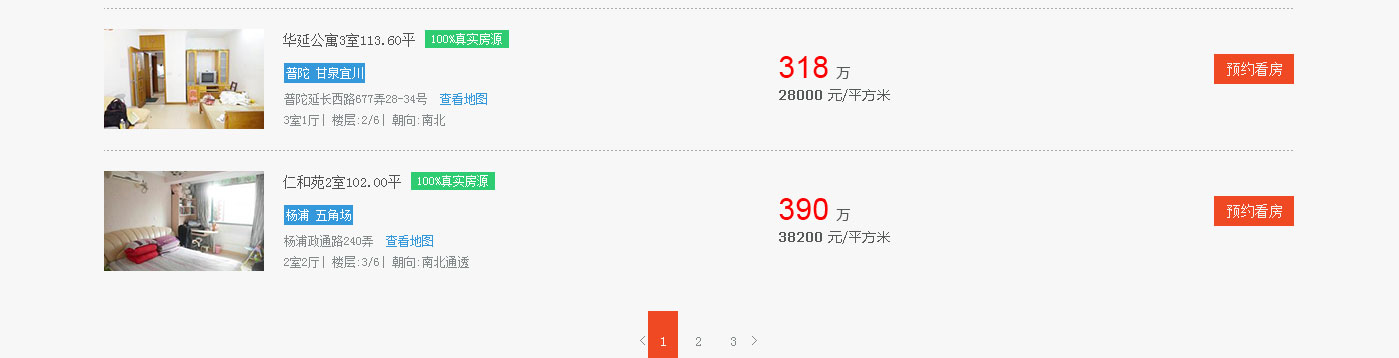 华延公寓3室113.60平 100%真实房源
普陀 甘泉宜川
普陀延长西路677弄28-34号 查看地图
3室1厅| 楼层:2/6| 朝向:南北
318 万
28000 元/平方米
预约看房
仁和苑2室102.00平 100%真实房源
杨浦 五角场
杨浦政通路240弄 查看地图
2室2厅| 楼层:3/6| 朝向:南北通透
390 万
38200 元/平方米
预约看房
< 1 2 3 >